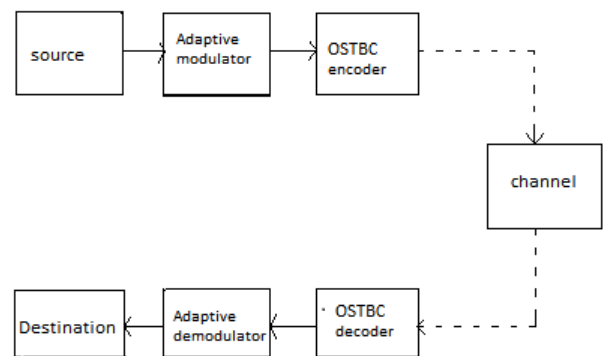 source
Adaptive
modulator
OSTBC
encoder
channel
Destination
Adaptive
demodulator
OSTBC
decoder